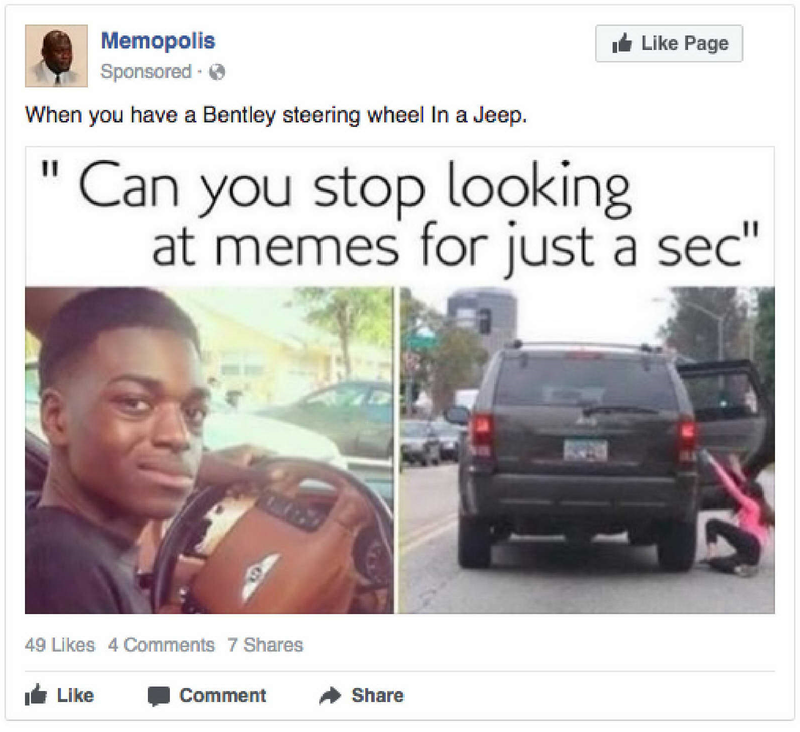 Memopolis
Like Page
Sponsored ·
When you have a Bentley steering wheel In a Jeep.
" Can you stop looking
at memes for just a sec"
49 Likes 4 Comments 7 Shares
Like Comment Share